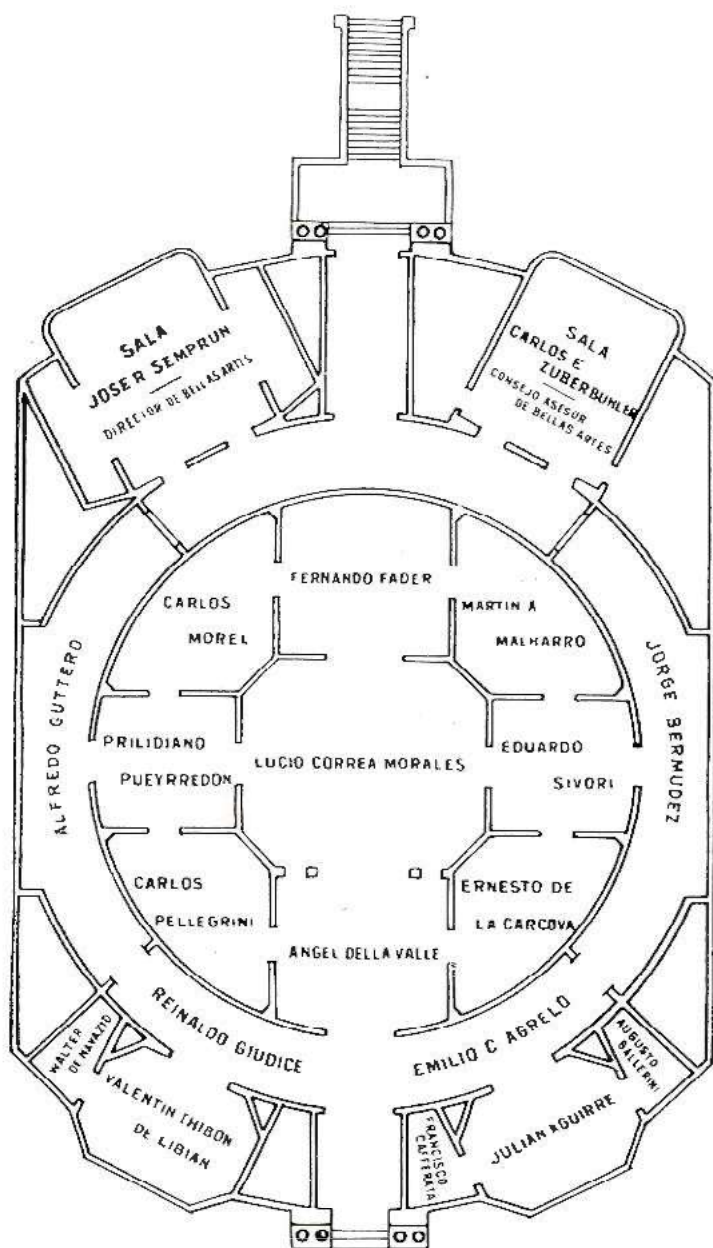 SALA
JOSE R SEMPRUN
DIRECTOR DE BELLAS ARTES
SALA
CARLOS E
ZUBERBUHLER
CONSEJO ASESOR
DE BELLAS ARTES
FERNANDO FADER
CARLOS
MOREL
MARTIN A
MALHARRO
ALFREDO GUTTERO
JORGE BERMUDEZ
PRILIDIANO
PUEYRREDON
LUCIO CORREA MORALES
EDUARDO
SIVORI
CARLOS
PELLEGRINI
ERNESTO DE
LA CARCOVA
ANGEL DELLA VALLE
REINALDO GIUDICE
EMILIO C AGRELO
WALTER
DE NAVAZIO
VALENTIN THIBON
DE LIBIAN
FRANCISCO
CAFFERATA
JULIAN AGUIRRE
AUGUSTO
BALLERINI